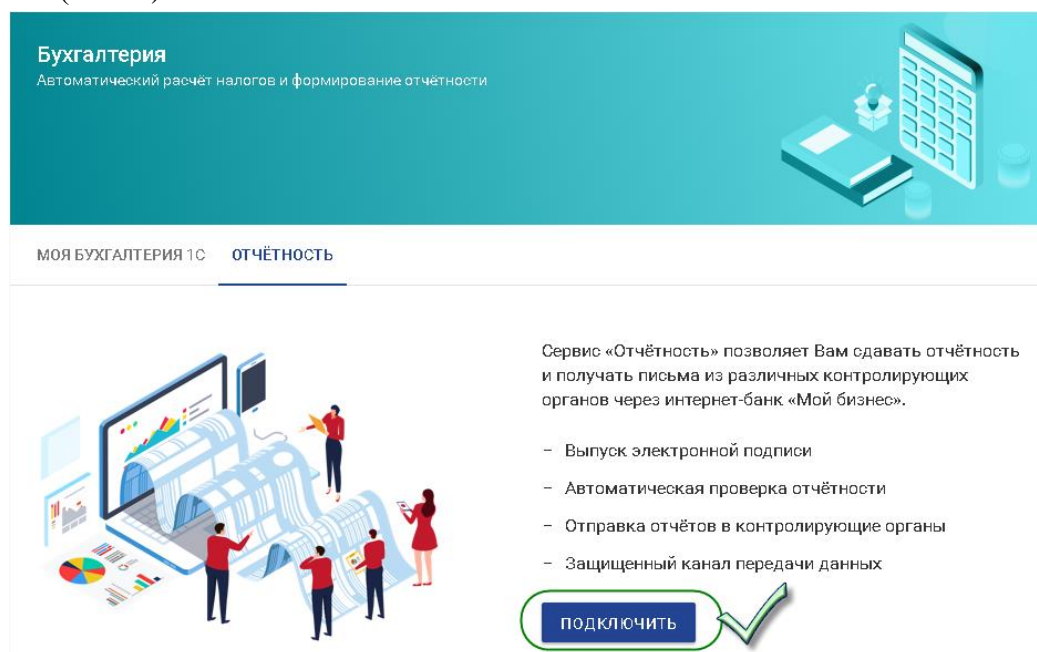 Бухгалтерия
Автоматический расчёт налогов и формирование отчётности
МОЯ БУХГАЛТЕРИЯ 1С ОТЧЁТНОСТЬ
Сервис «Отчётность» позволяет Вам сдавать отчётность
и получать письма из различных контролирующих
органов через интернет-банк «Мой бизнес».
– Выпуск электронной подписи
– Автоматическая проверка отчётности
– Отправка отчётов в контролирующие органы
– Защищенный канал передачи данных
ПОДКЛЮЧИТЬ